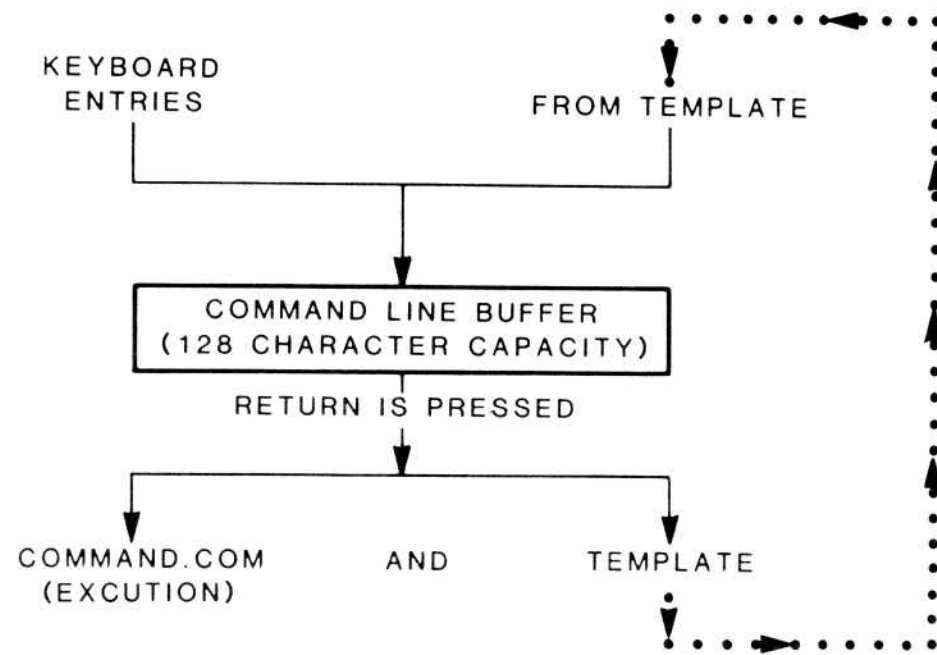 KEYBOARD
ENTRIES
FROM TEMPLATE
COMMAND LINE BUFFER
(128 CHARACTER CAPACITY)
RETURN IS PRESSED
COMMAND.COM
(EXCUTION)
AND
TEMPLATE